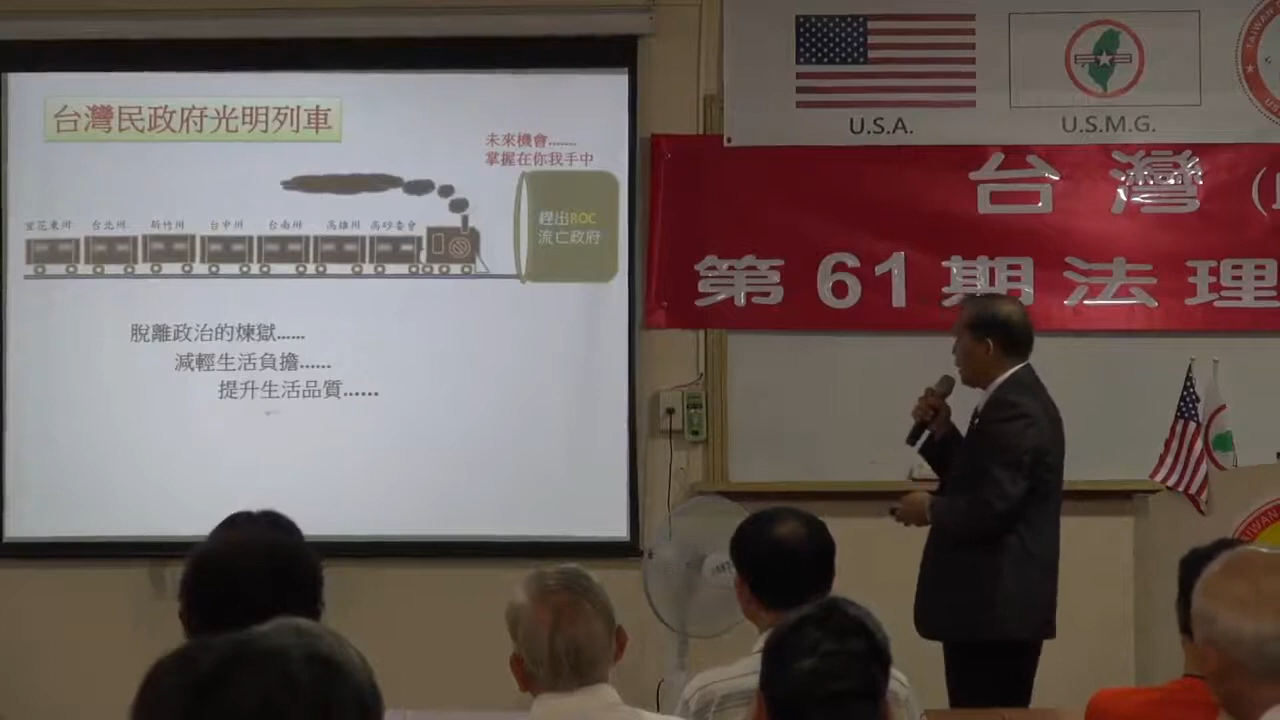 台灣民政府光明列車
未來機會.......
掌握在你我手中
宜花東州
台北州
新竹州
台中州
台南州
高雄州
高砂委會
趕出ROC
流亡政府
脫離政治的煉獄......
減輕生活負擔......
提升生活品質......
U.S.A.
U.S.M.G.
台灣(
第61期法理